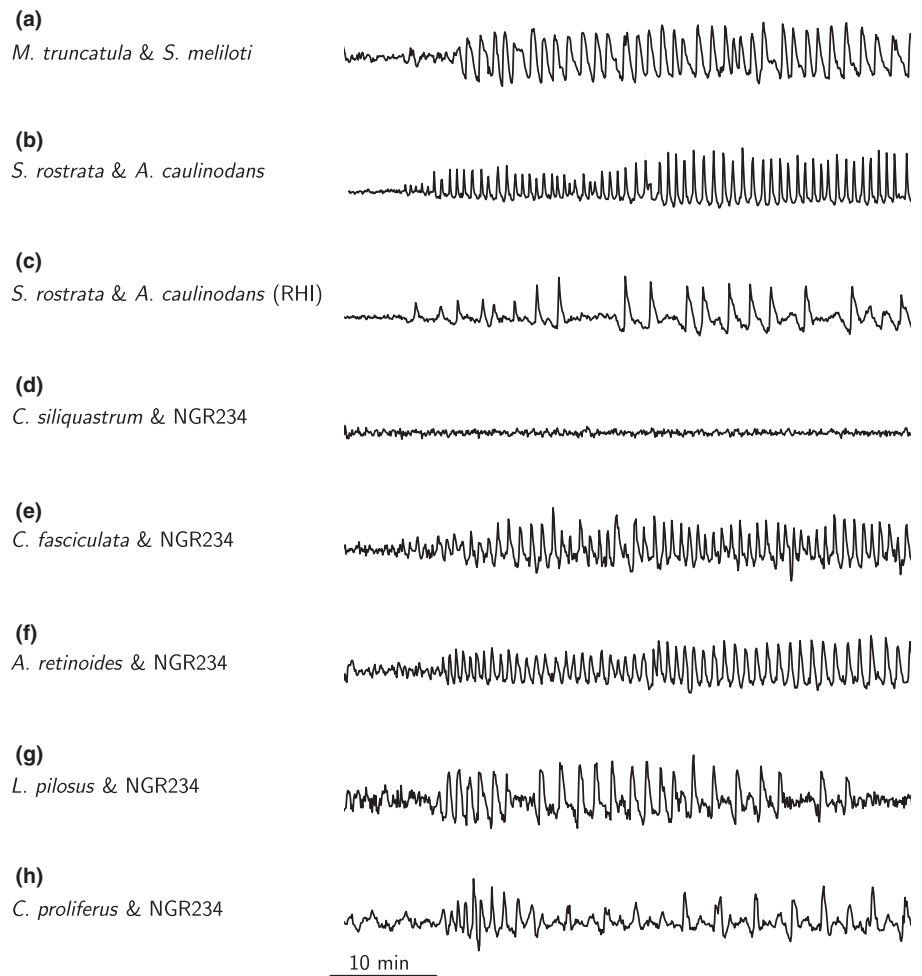 (a)
M. truncatula & S. meliloti
(b)
S. rostrata & A. caulinodans
(c)
S. rostrata & A. caulinodans (RHI)
(d)
C. siliquastrum & NGR234
(e)
C. fasciculata & NGR234
(f)
A. retinoides & NGR234
(g)
L. pilosus & NGR234
(h)
C. proliferus & NGR234
10 min